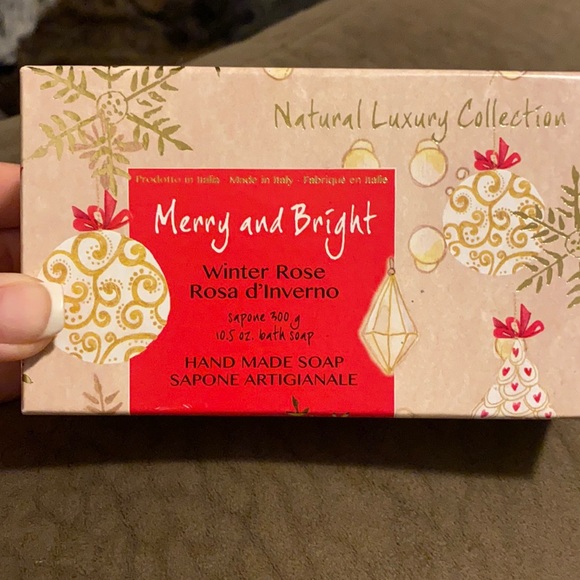 Natural Luxury Collection
Prodotto in Italia · Made in Italy · Fabriqué en Italie
Merry and Bright
Winter Rose
Rosa d'Inverno
sapone 300 g
10.5 oz. bath soap
HAND MADE SOAP
SAPONE ARTIGIANALE